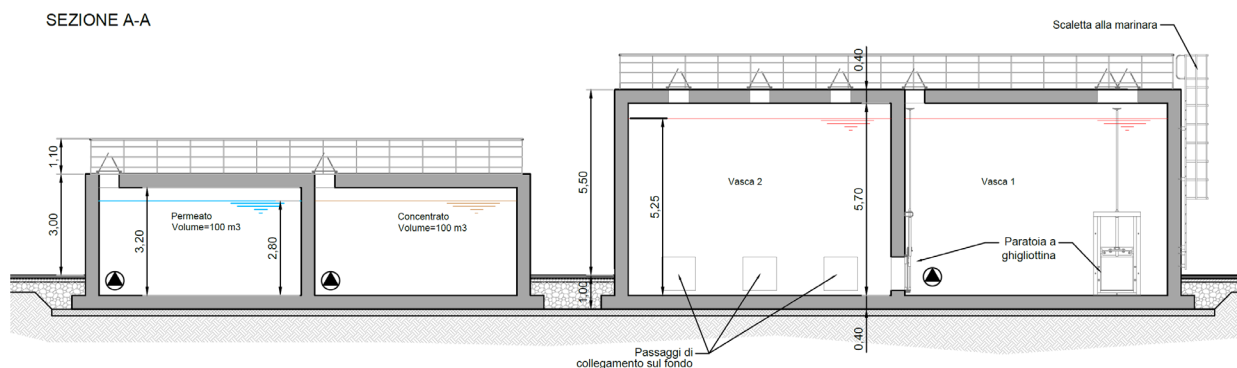 SEZIONE A-A
Scaletta alla marinara
0,40
1,10
3,00
Permeato
Volume=100 m3
3,20
Concentrato
Volume=100 m3
2,80
5,50
1,00
5,25
Vasca 2
5,70
Vasca 1
Paratoia a
ghigliottina
0,40
Passaggi di
collegamento sul fondo